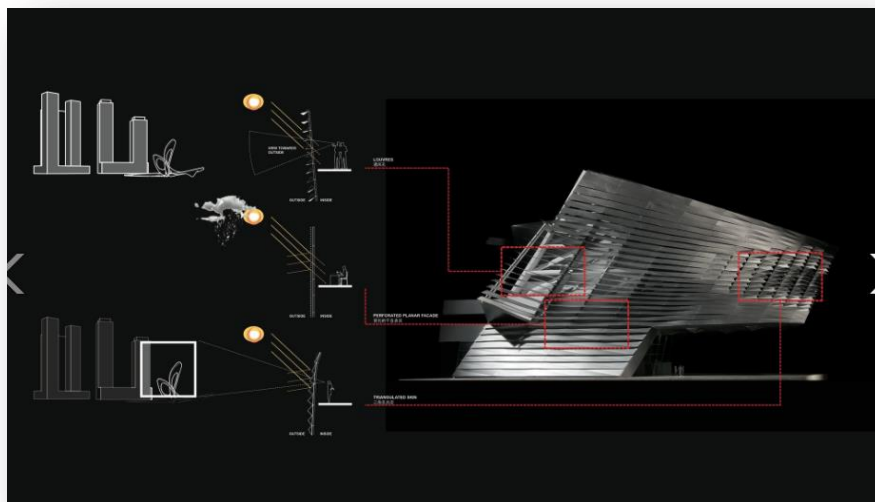 VIEW TOWARDS
OUTSIDE
OUTSIDE
INSIDE
LOUVRES
OUTSIDE
INSIDE
PERFORATED PLANAR FACADE
TRIANGULATED SKIN
OUTSIDE
INSIDE